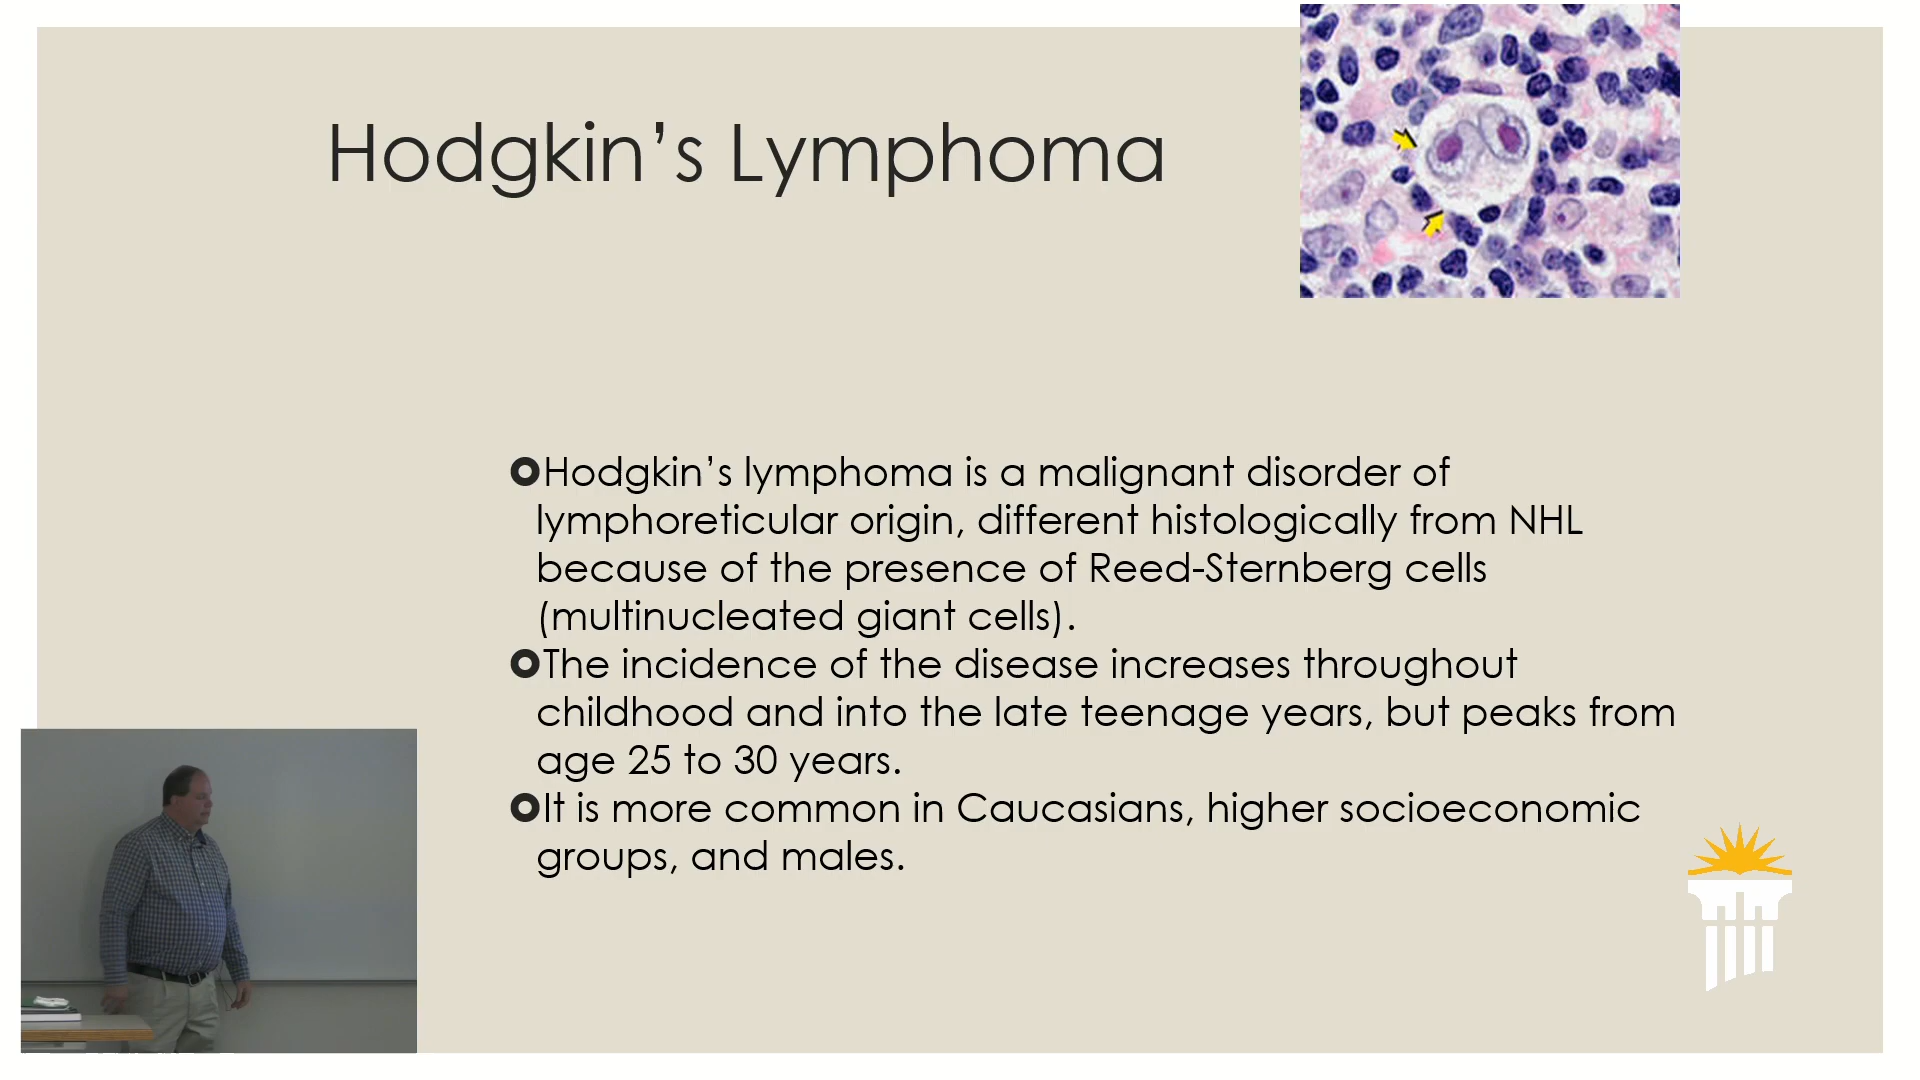 Hodgkin’s Lymphoma
Hodgkin’s lymphoma is a malignant disorder of
lymphoreticular origin, different histologically from NHL
because of the presence of Reed-Sternberg cells
(multinucleated giant cells).
The incidence of the disease increases throughout
childhood and into the late teenage years, but peaks from
age 25 to 30 years.
It is more common in Caucasians, higher socioeconomic
groups, and males.